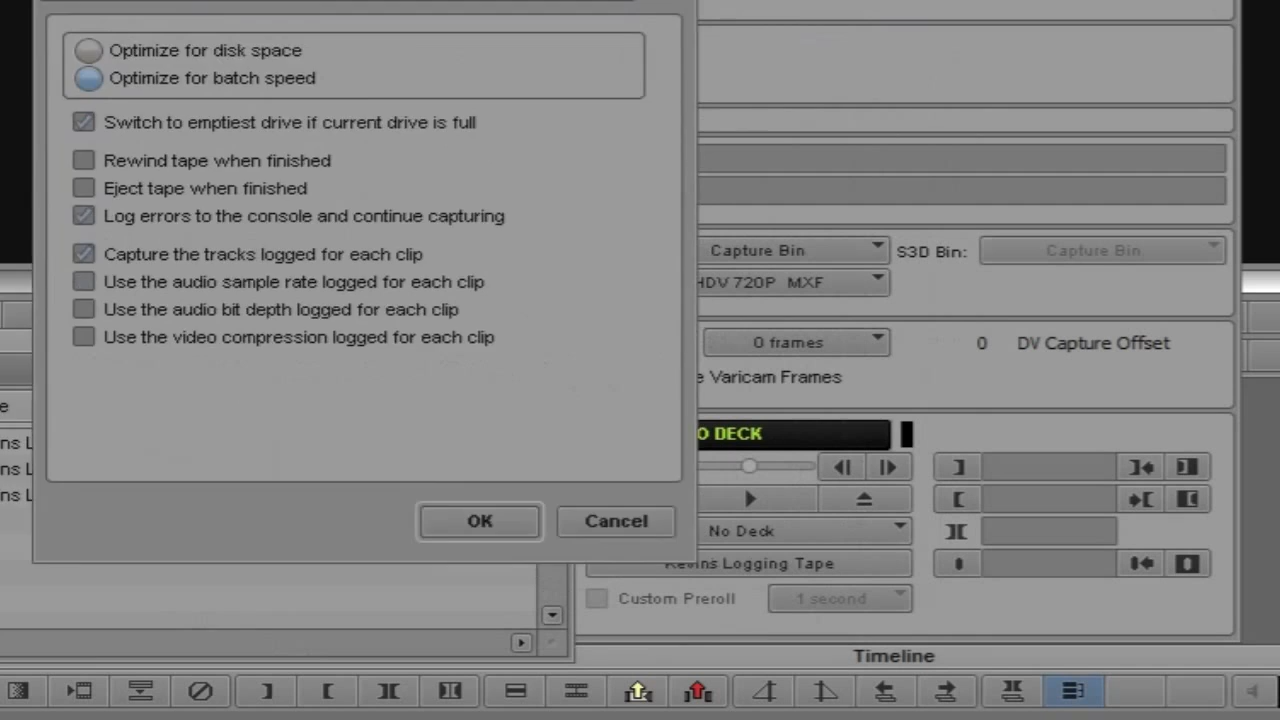 Optimize for disk space
Optimize for batch speed
Switch to emptiest drive if current drive is full
Rewind tape when finished
Eject tape when finished
Log errors to the console and continue capturing
Capture the tracks logged for each clip
Use the audio sample rate logged for each clip
Use the audio bit depth logged for each clip
Use the video compression logged for each clip
OK
Cancel
Capture Bin
S3D Bin:
Capture Bin
HDV 720P MXF
0 frames
0
DV Capture Offset
e Varicam Frames
O DECK
No Deck
Kevins Logging Tape
Custom Preroll
1 second
e
ns L
ns L
ns L
Timeline